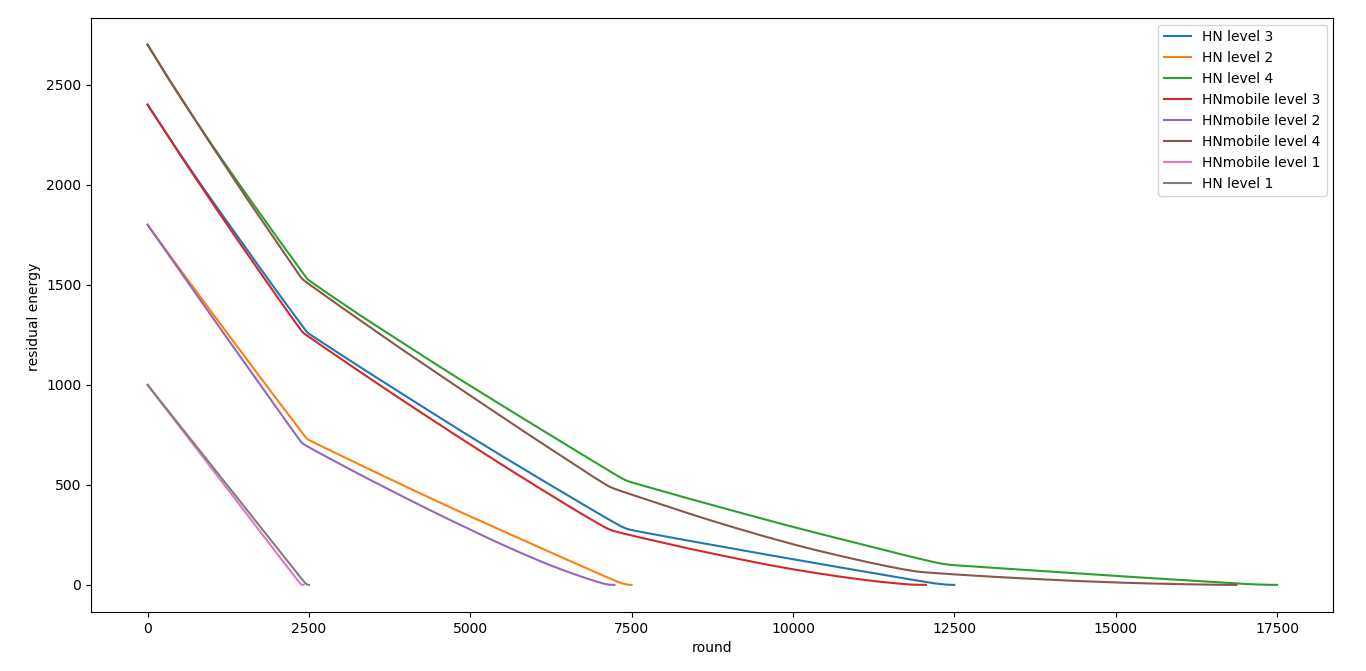 HN level 3
HN level 2
HN level 4
HNmobile level 3
HNmobile level 2
HNmobile level 4
HNmobile level 1
HN level 1
residual energy
2500
2000
1500
1000
500
0
0 2500 5000 7500 10000 12500 15000 17500
round